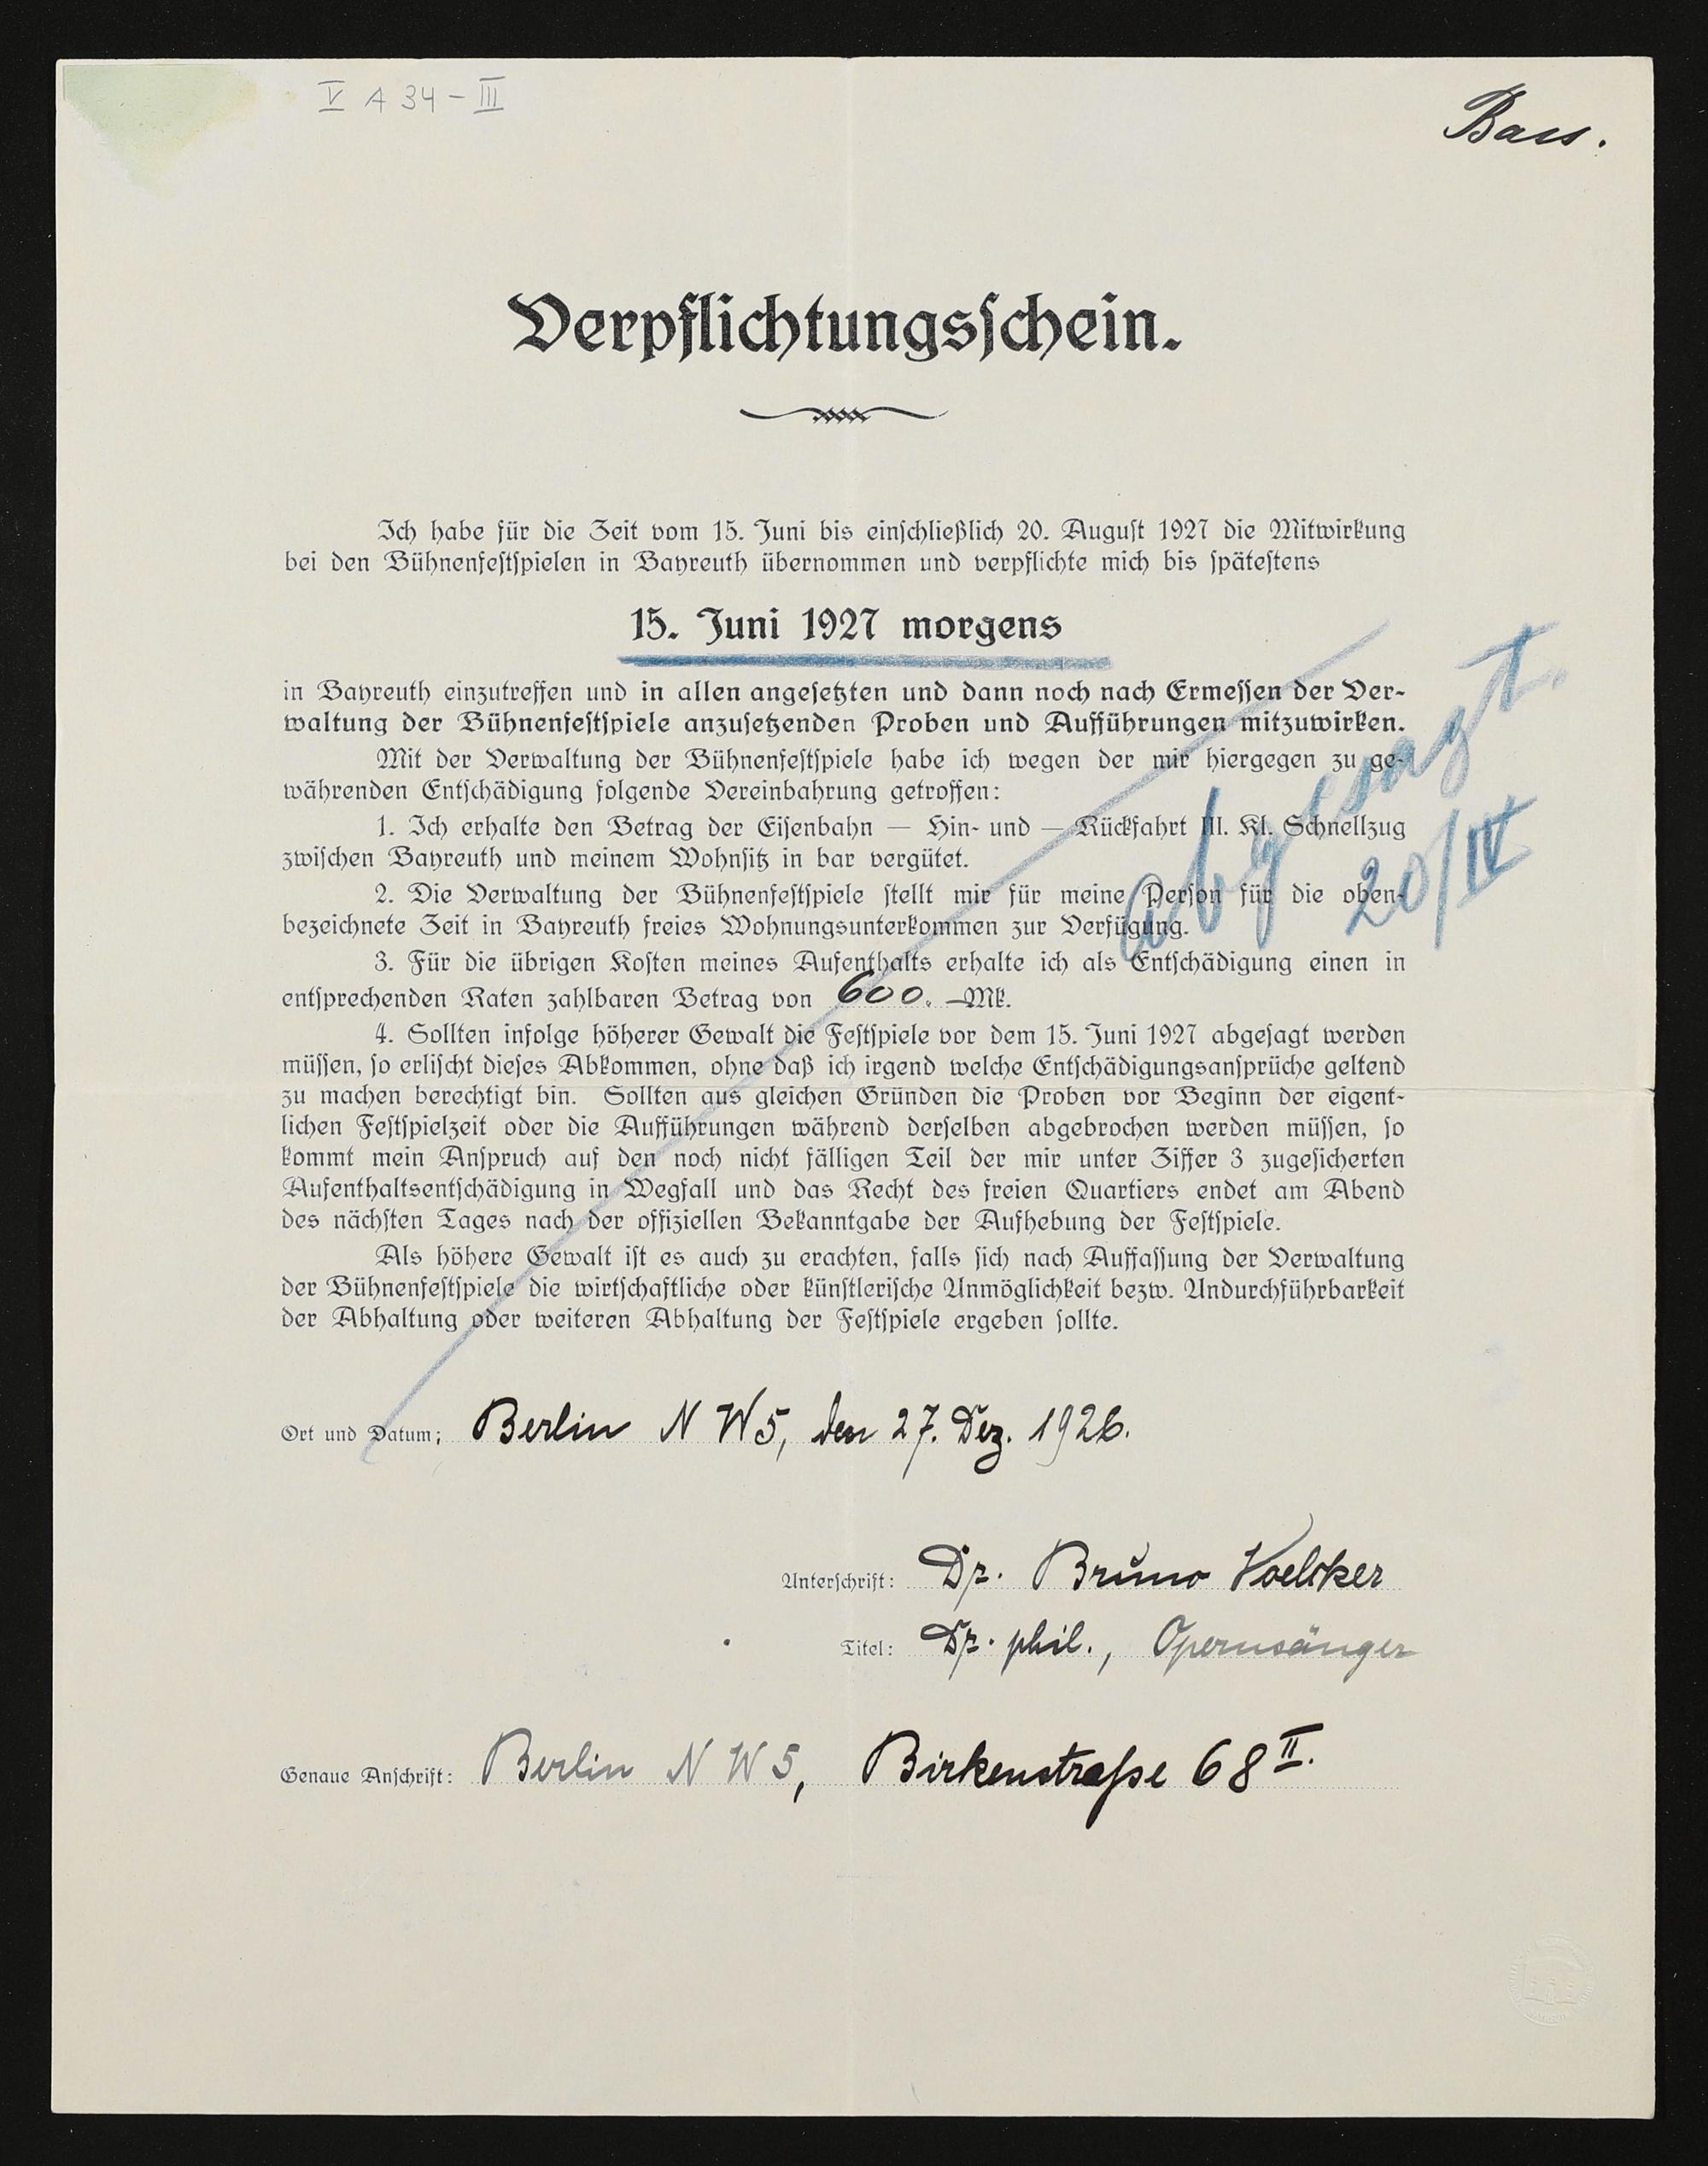 V A 34 - III
Bass.
Verpflichtungsschein.
Ich habe für die Zeit vom 15. Juni bis einschließlich 20. August 1927 die Mitwirkung
bei den Bühnenfestspielen in Bayreuth übernommen und verpflichte mich bis spätestens
15. Juni 1927 morgens
in Bayreuth einzutreffen und in allen angesetzten und dann noch nach Ermessen der Ver-
waltung der Bühnenfestspiele anzusetzenden Proben und Aufführungen mitzuwirken.
Mit der Verwaltung der Bühnenfestspiele habe ich wegen der mir hiergegen zu ge-
währenden Entschädigung folgende Vereinbahrung getroffen:
1. Ich erhalte den Betrag der Eisenbahn — Hin- und — Rückfahrt III. Kl. Schnellzug
zwischen Bayreuth und meinem Wohnsitz in bar vergütet.
2. Die Verwaltung der Bühnenfestspiele stellt mir für meine Person für die oben-
bezeichnete Zeit in Bayreuth freies Wohnungsunterkommen zur Verfügung.
3. Für die übrigen Kosten meines Aufenthalts erhalte ich als Entschädigung einen in
entsprechenden Raten zahlbaren Betrag von 600. —Mk.
4. Sollten infolge höherer Gewalt die Festspiele vor dem 15. Juni 1927 abgesagt werden
müssen, so erlischt dieses Abkommen, ohne daß ich irgend welche Entschädigungsansprüche geltend
zu machen berechtigt bin. Sollten aus gleichen Gründen die Proben vor Beginn der eigent-
lichen Festspielzeit oder die Aufführungen während derselben abgebrochen werden müssen, so
kommt mein Anspruch auf den noch nicht fälligen Teil der mir unter Ziffer 3 zugesicherten
Aufenthaltsentschädigung in Wegfall und das Recht des freien Quartiers endet am Abend
des nächsten Tages nach der offiziellen Bekanntgabe der Aufhebung der Festspiele.
Als höhere Gewalt ist es auch zu erachten, falls sich nach Auffassung der Verwaltung
der Bühnenfestspiele die wirtschaftliche oder künstlerische Unmöglichkeit bezw. Undurchführbarkeit
der Abhaltung oder weiteren Abhaltung der Festspiele ergeben sollte.
abgesagt.
20/IV
Ort und Datum: Berlin NW5, den 27. Dez. 1926.
Unterschrift: Dr. Bruno Voelcker
Titel: Dr. phil., Opernsänger
Genaue Anschrift: Berlin NW5, Birkenstraße 68 II.